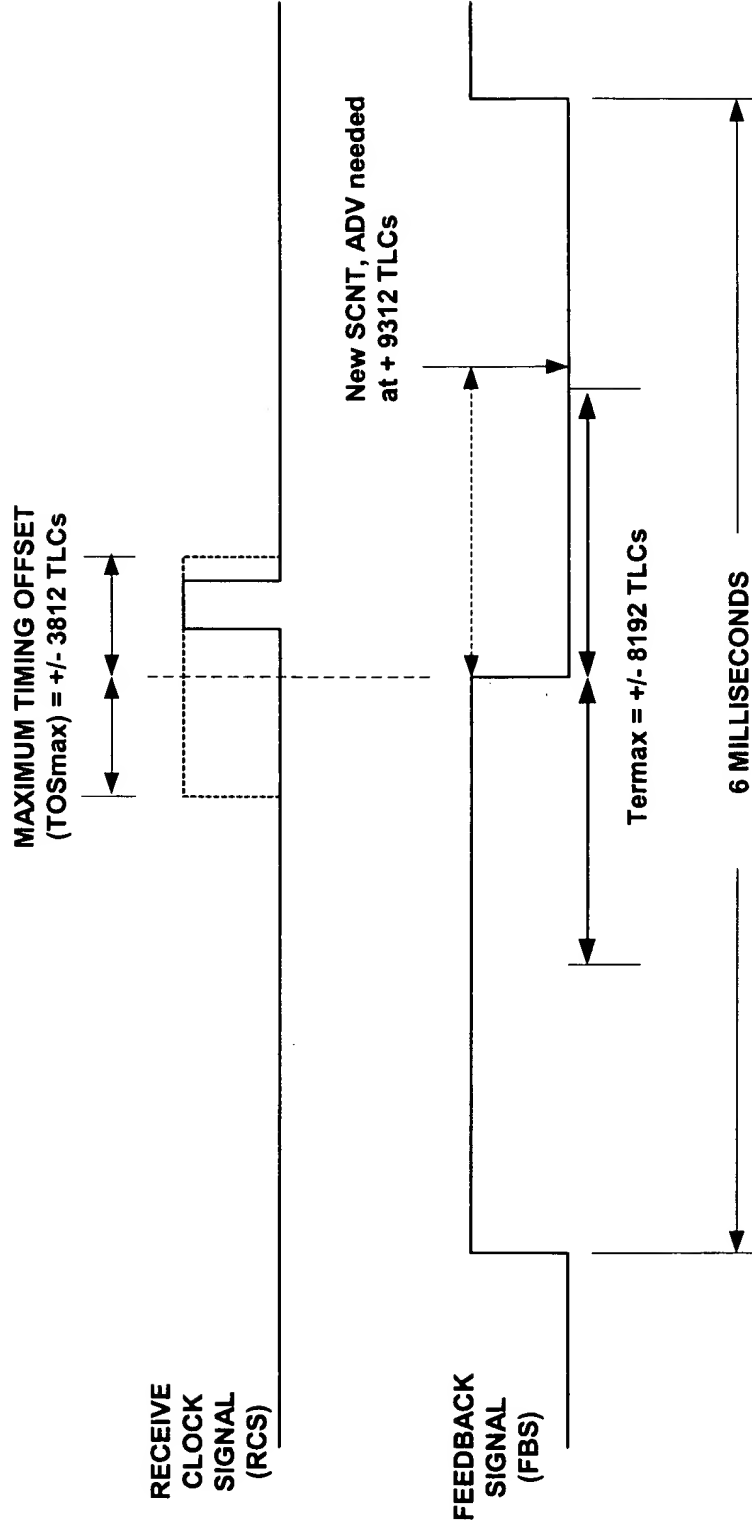 MAXIMUM TIMING OFFSET
(TOSmax) = +/- 3812 TLCs
RECEIVE
CLOCK
SIGNAL
(RCS)
New SCNT, ADV needed
at + 9312 TLCs
FEEDBACK
SIGNAL
(FBS)
Termax = +/- 8192 TLCs
6 MILLISECONDS